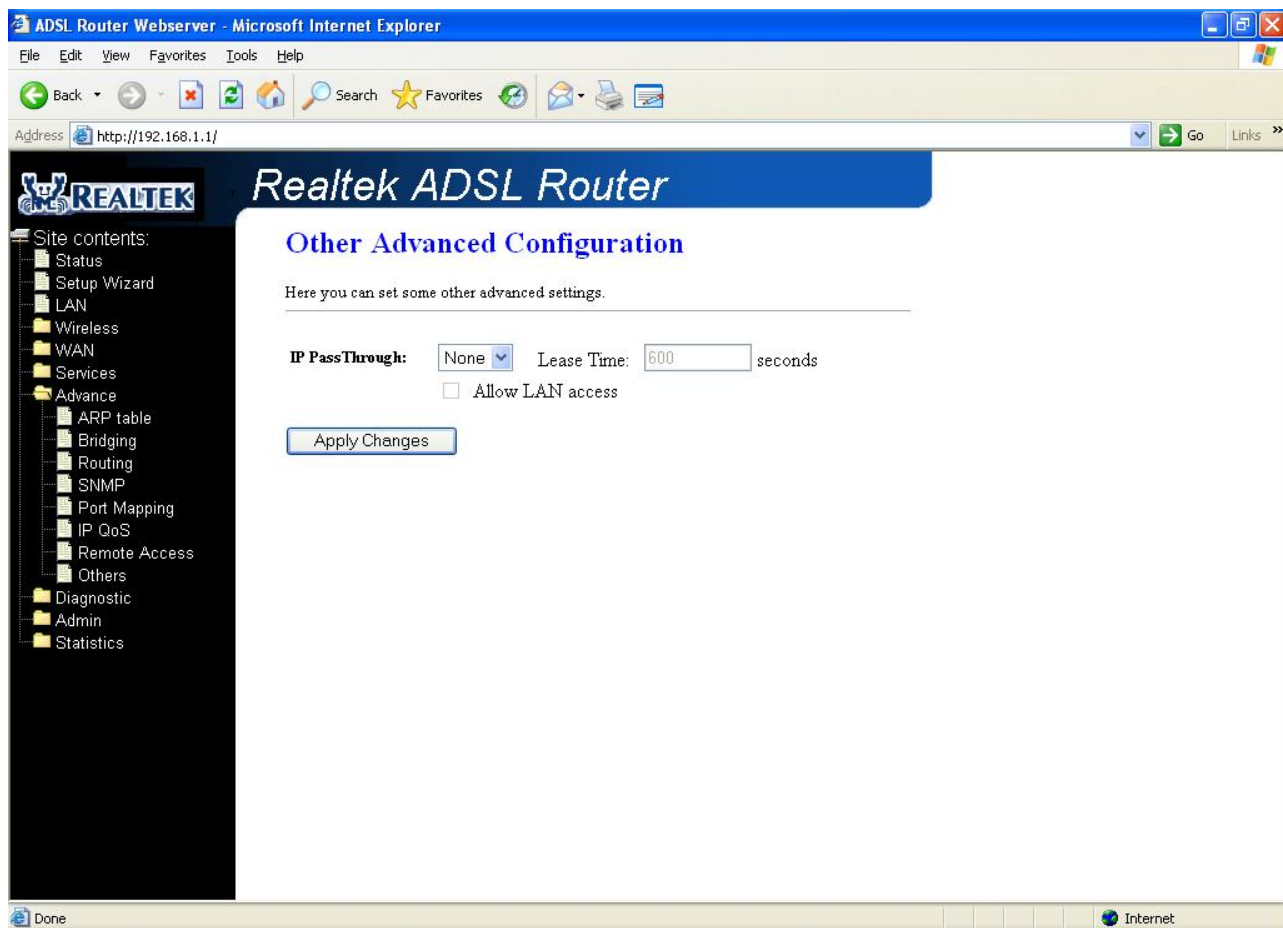 ADSL Router Webserver - Microsoft Internet Explorer
File Edit View Favorites Tools Help
Back Search Favorites
Address http://192.168.1.1/ Go Links »
REALTEK
Realtek ADSL Router
Site contents:
Status
Setup Wizard
LAN
Wireless
WAN
Services
Advance
ARP table
Bridging
Routing
SNMP
Port Mapping
IP QoS
Remote Access
Others
Diagnostic
Admin
Statistics
Other Advanced Configuration
Here you can set some other advanced settings.
IP PassThrough: None Lease Time: 600 seconds
Allow LAN access
Apply Changes
Done Internet